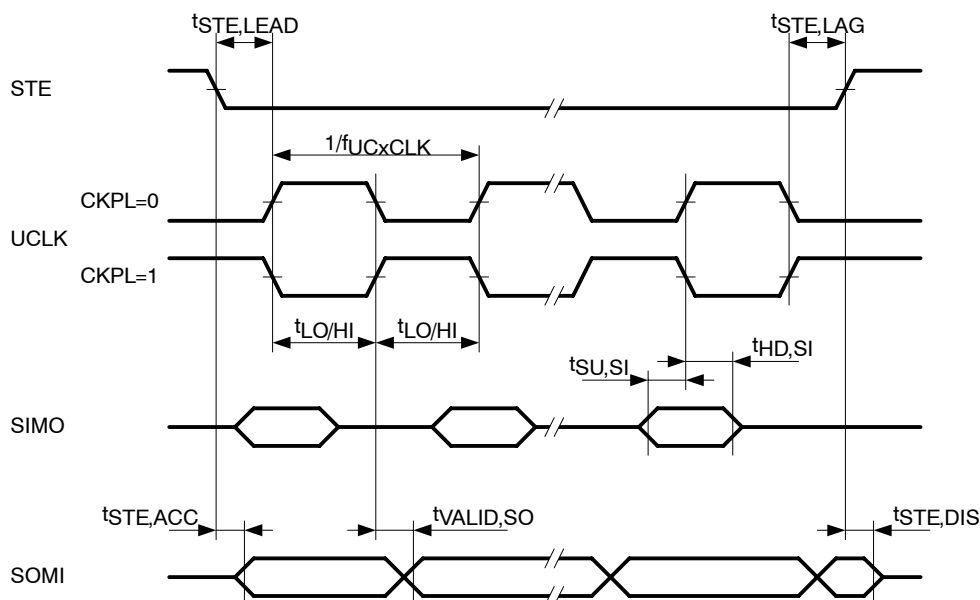 tSTE,LEAD
tSTE,LAG
STE
1/fUCxCLK
CKPL=0
UCLK
CKPL=1
tLO/HI
tLO/HI
tSU,SI
tHD,SI
SIMO
tSTE,ACC
tVALID,SO
tSTE,DIS
SOMI